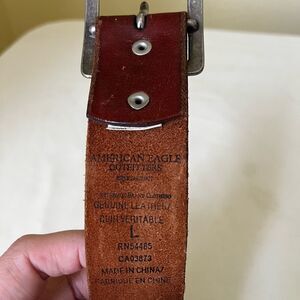 AMERICAN EAGLE
OUTFITTERS
GENUINE LEATHER/
CUIR VERITABLE
L
RN54485
CA03873
MADE IN CHINA/
FABRIQUE EN CHINE